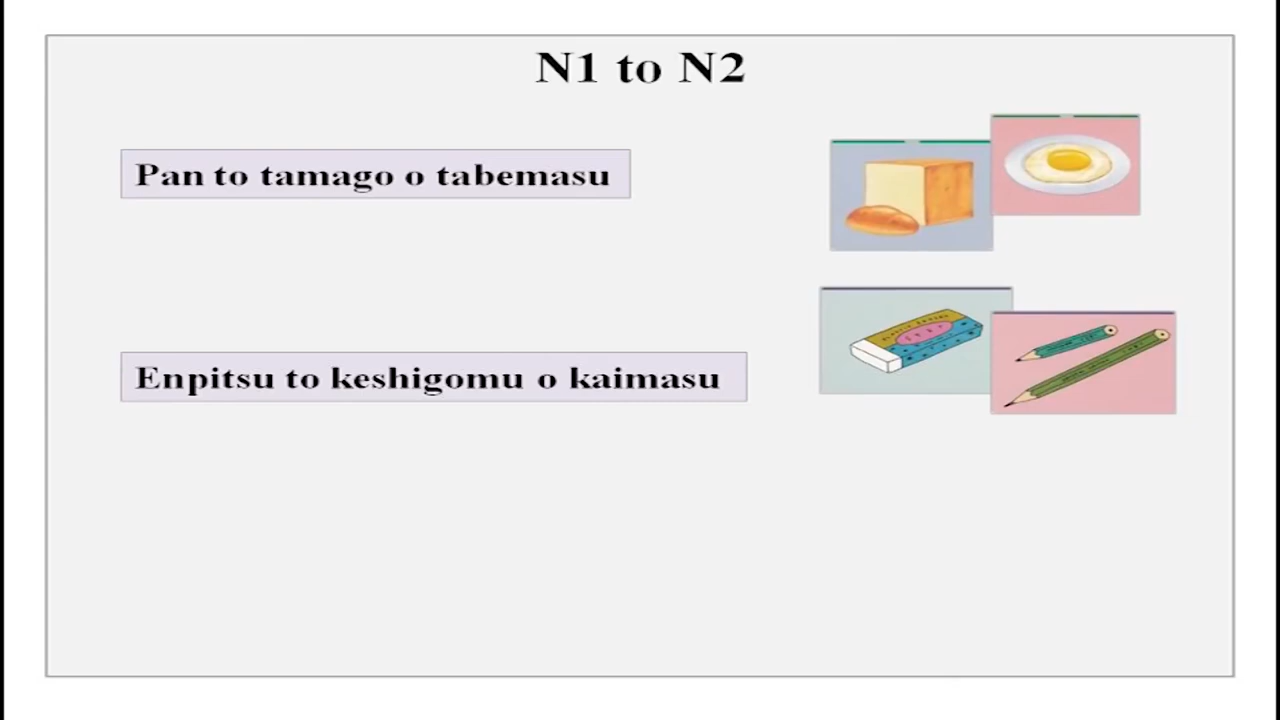 N1 to N2
Pan to tamago o tabemasu
Enpitsu to keshigomu o kaimasu